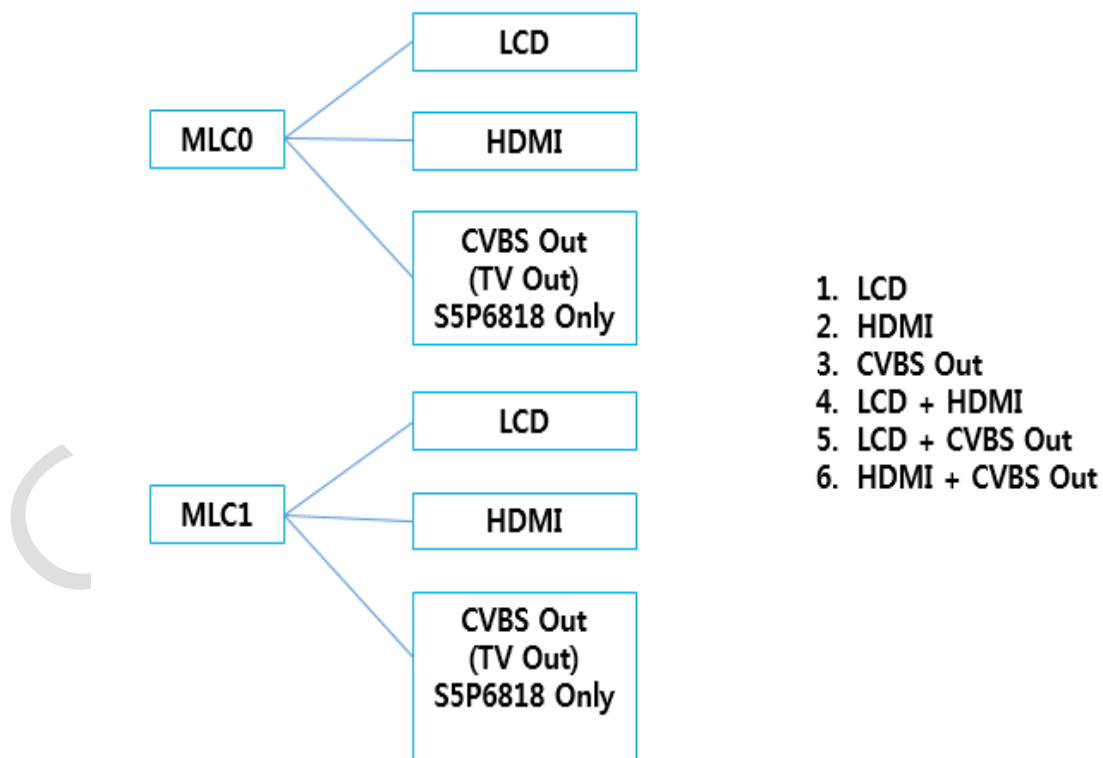 LCD
MLC0
HDMI
CVBS Out
(TV Out)
S5P6818 Only
LCD
MLC1
HDMI
CVBS Out
(TV Out)
S5P6818 Only
1. LCD
2. HDMI
3. CVBS Out
4. LCD + HDMI
5. LCD + CVBS Out
6. HDMI + CVBS Out